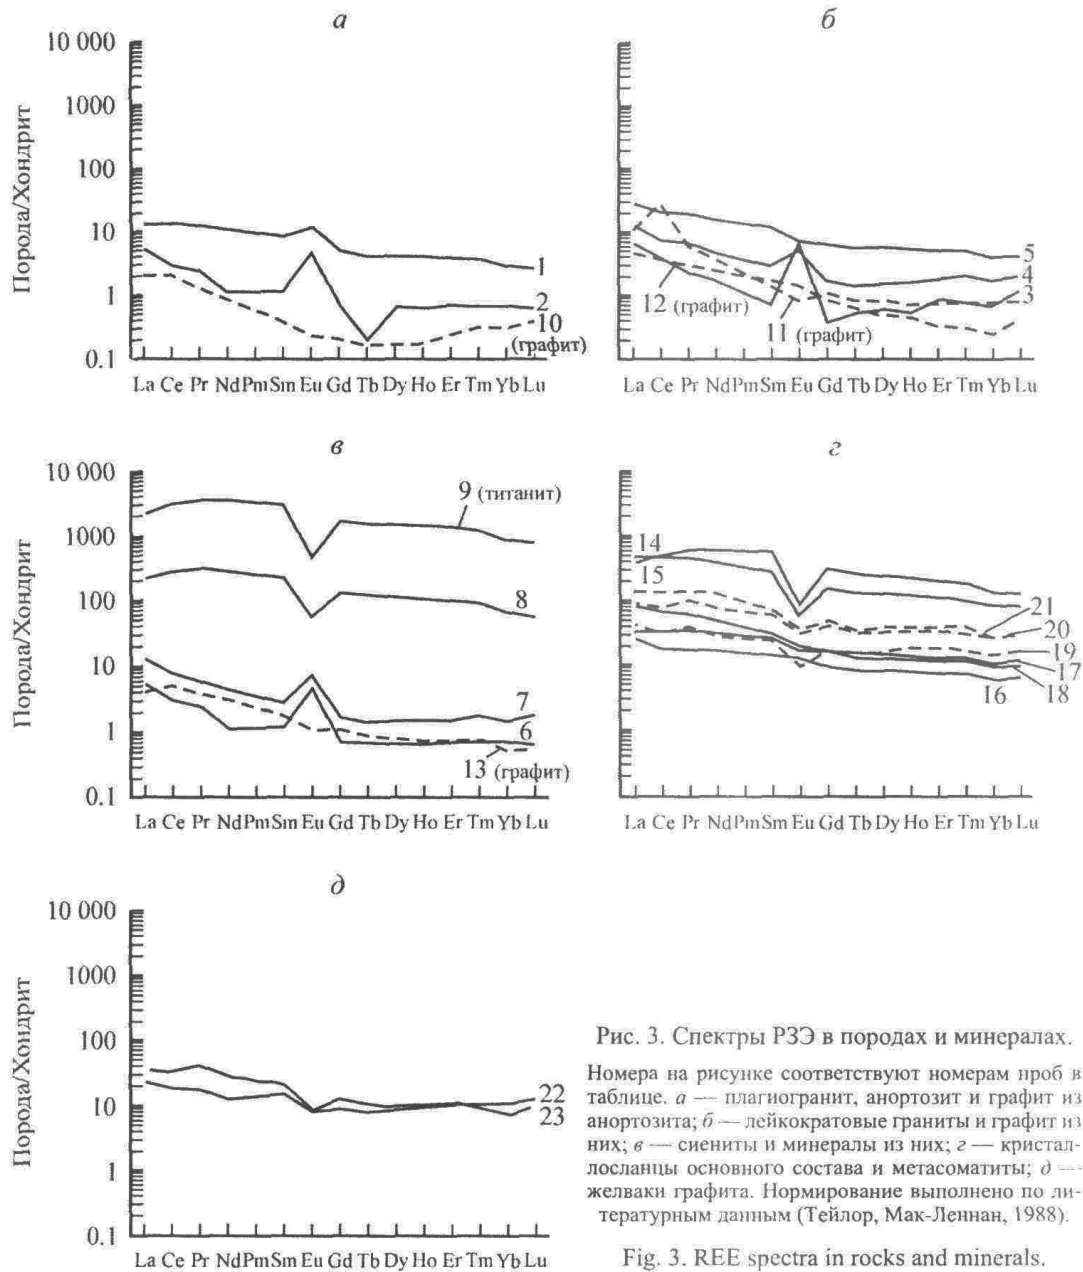 а
б
Порода/Хондрит
10 000
1000
100
10
1
0.1
1
2
10
(графит)
5
4
3
12 (графит)
11 (графит)
La Ce Pr Nd Pm Sm Eu Gd Tb Dy Ho Er Tm Yb Lu
La Ce Pr Nd Pm Sm Eu Gd Tb Dy Ho Er Tm Yb Lu
в
г
Порода/Хондрит
10 000
1000
100
10
1
0.1
9 (титанит)
8
7
6
13 (графит)
14
15
21
20
19
17
18
16
La Ce Pr Nd Pm Sm Eu Gd Tb Dy Ho Er Tm Yb Lu
La Ce Pr Nd Pm Sm Eu Gd Tb Dy Ho Er Tm Yb Lu
д
Порода/Хондрит
10 000
1000
100
10
1
0.1
22
23
La Ce Pr Nd Pm Sm Eu Gd Tb Dy Ho Er Tm Yb Lu
Рис. 3. Спектры РЗЭ в породах и минералах.
Номера на рисунке соответствуют номерам проб в
таблице. а — плагиогранит, анортозит и графит из
анортозита; б — лейкократовые граниты и графит из
них; в — сиениты и минералы из них; г — кристал-
лосланцы основного состава и метасоматиты; д —
желваки графита. Нормирование выполнено по ли-
тературным данным (Тейлор, Мак-Леннан, 1988).
Fig. 3. REE spectra in rocks and minerals.